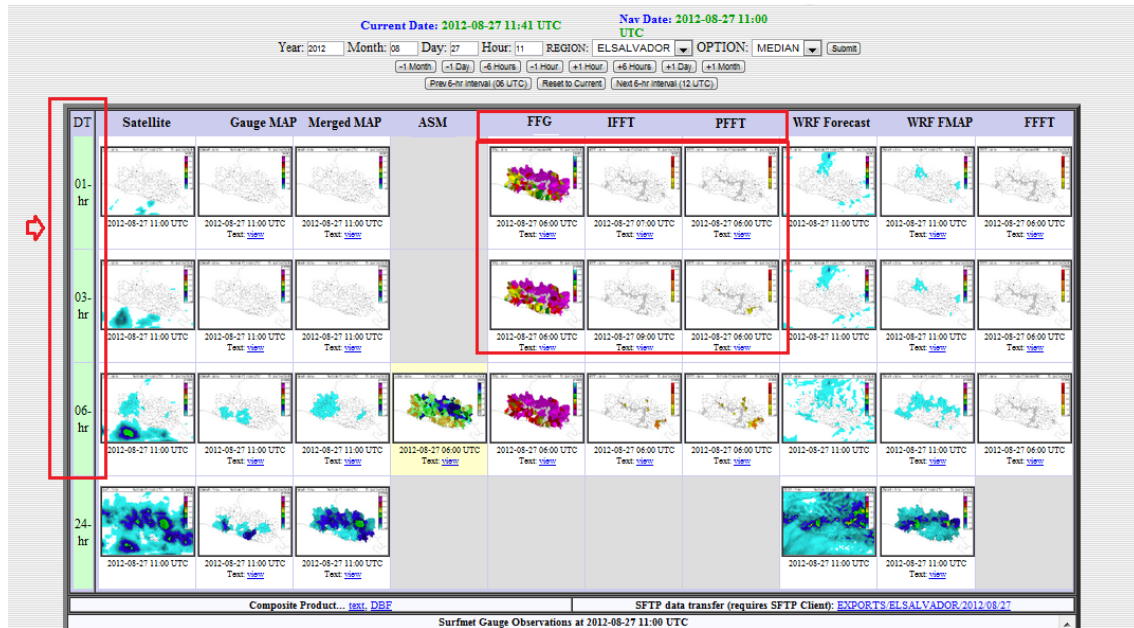 Current Date: 2012-08-27 11:41 UTC Nav Date: 2012-08-27 11:00
UTC
Year: 2012 Month: 08 Day: 27 Hour: 11 REGION: ELSALVADOR OPTION: MEDIAN Submit
-1 Month -1 Day -6 Hours -1 Hour +1 Hour +6 Hours +1 Day +1 Month
Prev 6-hr Interval (06 UTC) Reset to Current Next 6-hr Interval (12 UTC)
DT Satellite Gauge MAP Merged MAP ASM FFG IFFT PFFT WRF Forecast WRF FMAP FFFT
01-
hr
2012-08-27 11:00 UTC 2012-08-27 11:00 UTC 2012-08-27 11:00 UTC 2012-08-27 06:00 UTC 2012-08-27 07:00 UTC 2012-08-27 06:00 UTC 2012-08-27 11:00 UTC 2012-08-27 11:00 UTC 2012-08-27 06:00 UTC
Text: view Text: view Text: view Text: view Text: view Text: view Text: view
03-
hr
2012-08-27 11:00 UTC 2012-08-27 11:00 UTC 2012-08-27 11:00 UTC 2012-08-27 06:00 UTC 2012-08-27 09:00 UTC 2012-08-27 06:00 UTC 2012-08-27 11:00 UTC 2012-08-27 11:00 UTC 2012-08-27 06:00 UTC
Text: view Text: view Text: view Text: view Text: view Text: view Text: view
06-
hr
2012-08-27 11:00 UTC 2012-08-27 11:00 UTC 2012-08-27 11:00 UTC 2012-08-27 06:00 UTC 2012-08-27 06:00 UTC 2012-08-27 06:00 UTC 2012-08-27 06:00 UTC 2012-08-27 11:00 UTC 2012-08-27 11:00 UTC 2012-08-27 06:00 UTC
Text: view Text: view Text: view Text: view Text: view Text: view Text: view Text: view
24-
hr
2012-08-27 11:00 UTC 2012-08-27 11:00 UTC 2012-08-27 11:00 UTC 2012-08-27 11:00 UTC 2012-08-27 11:00 UTC
Text: view Text: view Text: view
Composite Product... text, DBF SFTP data transfer (requires SFTP Client): EXPORTS/ELSALVADOR/2012/08/27
Surfmet Gauge Observations at 2012-08-27 11:00 UTC